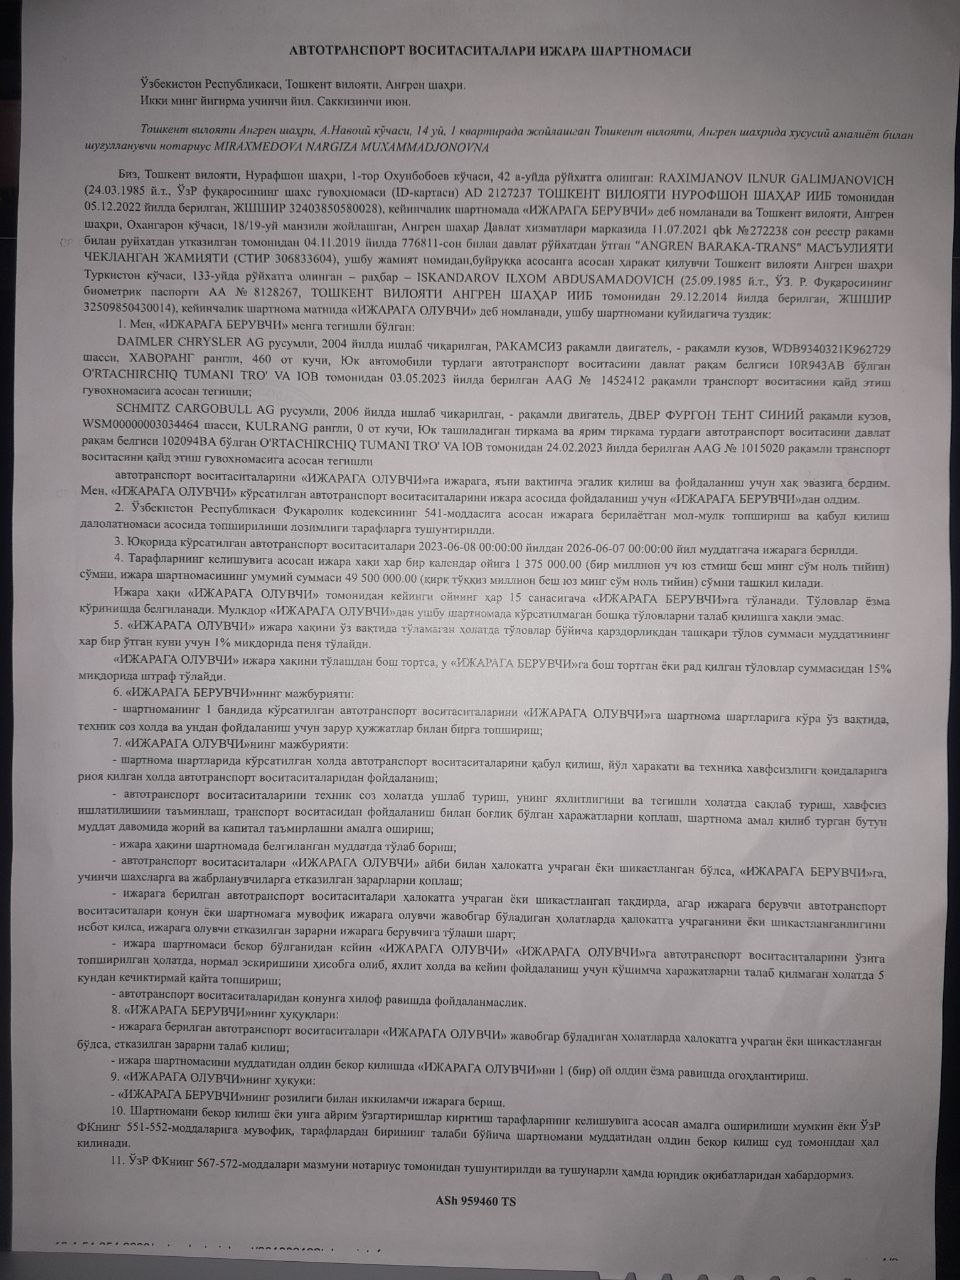 АВТОТРАНСПОРТ ВОСИТАСИТАЛАРИ ИЖАРА ШАРТНОМАСИ
Ўзбекистон Республикаси, Тошкент вилояти, Ангрен шаҳри.
Икки минг йигирма учинчи йил. Саккизинчи июн.
Тошкент вилояти Ангрен шаҳри, А.Навоий кўчаси, 14 уй, 1 квартирада жойлашган Тошкент вилояти, Ангрен шаҳрида хусусий амалиёт билан
шуғулланувчи нотариус MIRAXMEDOVA NARGIZA MUXAMMADJONOVNA
Биз, Тошкент вилояти, Нурафшон шаҳри, 1-тор Охунбобоев кўчаси, 42 а-уйда рўйхатга олинган: RAXIMJANOV ILNUR GALIMJANOVICH
(24.03.1985 й.т., ЎзР фуқаросининг шахс гувоҳномаси (ID-картаси) AD 2127237 ТОШКЕНТ ВИЛОЯТИ НУРОФШОН ШАҲАР ИИБ томонидан
05.12.2022 йилда берилган, ЖШШИР 32403850580028), кейинчалик шартномада «ИЖАРАГА БЕРУВЧИ» деб номланади ва Тошкент вилояти, Ангрен
шаҳри, Оҳангарон кўчаси, 18/19-уй манзили жойлашган, Ангрен шаҳар Давлат хизматлари марказида 11.07.2021 qbk №272238 сон реестр раками
билан руйхатдан утказилган томонидан 04.11.2019 йилда 776811-сон билан давлат рўйхатдан ўтган "ANGREN BARAKA-TRANS" МАСЪУЛИЯТИ
ЧЕКЛАНГАН ЖАМИЯТИ (СТИР 306833604), ушбу жамият номидан,буйруққа асосанга асосан ҳаракат қилувчи Тошкент вилояти Ангрен шаҳри
Туркистон кўчаси, 133-уйда рўйхатга олинган – раҳбар – ISKANDAROV ILXOM ABDUSAMADOVICH (25.09.1985 й.т., ЎЗ. Р. Фуқаросининг
биометрик паспорти АА № 8128267, ТОШКЕНТ ВИЛОЯТИ АНГРЕН ШАҲАР ИИБ томонидан 29.12.2014 йилда берилган, ЖШШИР
32509850430014), кейинчалик шартнома матнида «ИЖАРАГА ОЛУВЧИ» деб номланади, ушбу шартномани қуйидагича туздик:
1. Мен, «ИЖАРАГА БЕРУВЧИ» менга тегишли бўлган:
DAIMLER CHRYSLER AG русумли, 2004 йилда ишлаб чиқарилган, РАКАМСИЗ рақамли двигатель, - рақамли кузов, WDB9340321K962729
шасси, ХАВОРАНГ рангли, 460 от кучи, Юк автомобили турдаги автотранспорт воситасини давлат рақам белгиси 10R943AB бўлган
O'RTACHIRCHIQ TUMANI TRO' VA IOB томонидан 03.05.2023 йилда берилган AAG № 1452412 рақамли транспорт воситасини қайд этиш
гувохномасига асосан тегишли;
SCHMITZ CARGOBULL AG русумли, 2006 йилда ишлаб чиқарилган, - рақамли двигатель, ДВЕР ФУРГОН ТЕНТ СИНИЙ рақамли кузов,
WSM00000003034464 шасси, KULRANG рангли, 0 от кучи, Юк ташиладиган тиркама ва ярим тиркама турдаги автотранспорт воситасини давлат
рақам белгиси 102094BA бўлган O'RTACHIRCHIQ TUMANI TRO' VA IOB томонидан 24.02.2023 йилда берилган AAG № 1015020 рақамли транспорт
воситасини қайд этиш гувохномасига асосан тегишли
автотранспорт воситаситаларини «ИЖАРАГА ОЛУВЧИ»га ижарага, яъни вақтинча эгалик қилиш ва фойдаланиш учун хак эвазига бердим.
Мен, «ИЖАРАГА ОЛУВЧИ» кўрсатилган автотранспорт воситаситаларини ижара асосида фойдаланиш учун «ИЖАРАГА БЕРУВЧИ»дан олдим.
2. Ўзбекистон Республикаси Фуқаролик кодексининг 541-моддасига асосан ижарага берилаётган мол-мулк топшириш ва қабул қилиш
далолатномаси асосида топширилиши лозимлиги тарафларга тушунтирилди.
3. Юқорида кўрсатилган автотранспорт воситаситалари 2023-06-08 00:00:00 йилдан 2026-06-07 00:00:00 йил муддатгача ижарага берилди.
4. Тарафларнинг келишувига асосан ижара хақи хар бир календар ойига 1 375 000.00 (бир миллион уч юз етмиш беш минг сўм ноль тийин)
сўмни, ижара шартномасининг умумий суммаси 49 500 000.00 (қирқ тўққиз миллион беш юз минг сўм ноль тийин) сўмни ташкил килади.
Ижара хақи «ИЖАРАГА ОЛУВЧИ» томонидан кейинги ойнинг ҳар 15 санасигача «ИЖАРАГА БЕРУВЧИ»га тўланади. Тўловлар ёзма
кўринишда белгиланади. Мулкдор «ИЖАРАГА ОЛУВЧИ»дан ушбу шартномада кўрсатилмаган бошқа тўловларни талаб қилишга хақли эмас.
5. «ИЖАРАГА ОЛУВЧИ» ижара хақини ўз вақтида тўламаган холатда тўловлар бўйича қарздорликдан ташқари тўлов суммаси муддатининг
хар бир ўтган куни учун 1% миқдорида пеня тўлайди.
«ИЖАРАГА ОЛУВЧИ» ижара хақини тўлашдан бош тортса, у «ИЖАРАГА БЕРУВЧИ»га бош тортган ёки рад қилган тўловлар суммасидан 15%
миқдорида штраф тўлайди.
6. «ИЖАРАГА БЕРУВЧИ»нинг мажбурияти:
- шартноманинг 1 бандида кўрсатилган автотранспорт воситаситаларини «ИЖАРАГА ОЛУВЧИ»га шартнома шартларига кўра ўз вақтида,
техник соз холда ва ундан фойдаланиш учун зарур ҳужжатлар билан бирга топшириш;
7. «ИЖАРАГА ОЛУВЧИ»нинг мажбурияти:
- шартнома шартларида кўрсатилган холда автотранспорт воситаситаларини қабул қилиш, йўл ҳаракати ва техника хавфсизлиги қоидаларига
риоя қилган холда автотранспорт воситаситаларидан фойдаланиш;
- автотранспорт воситаситаларини техник соз холатда ушлаб туриш, унинг яхлитлигини ва тегишли холатда сақлаб туриш, хавфсиз
ишлатилишини таъминлаш, транспорт воситасидан фойдаланиш билан боғлиқ бўлган харажатларни қоплаш, шартнома амал қилиб турган бутун
муддат давомида жорий ва капитал таъмирлашни амалга ошириш;
- ижара ҳақини шартномада белгиланган муддатда тўлаб бориш;
- автотранспорт воситаситалари «ИЖАРАГА ОЛУВЧИ» айби билан ҳалокатга учраган ёки шикастланган бўлса, «ИЖАРАГА БЕРУВЧИ»га,
учинчи шахсларга ва жабрланувчиларга етказилган зарарларни қоплаш;
- ижарага берилган автотранспорт воситаситалари ҳалокатга учраган ёки шикастланган тақдирда, агар ижарага берувчи автотранспорт
воситаситалари қонун ёки шартномага мувофиқ ижарага олувчи жавобгар бўладиган ҳолатларда ҳалокатга учраганини ёки шикастланганлигини
исбот қилса, ижарага олувчи етказилган зарарни ижарага берувчига тўлаши шарт;
- ижара шартномаси бекор бўлганидан кейин «ИЖАРАГА ОЛУВЧИ» «ИЖАРАГА ОЛУВЧИ»га автотранспорт воситаситаларини ўзига
топширилган ҳолатда, нормал эскиришини ҳисобга олиб, яхлит холда ва кейин фойдаланиш учун қўшимча харажатларни талаб қилмаган холатда 5
кундан кечиктирмай қайта топшириш;
- автотранспорт воситаситаларидан қонунга хилоф равишда фойдаланмаслик.
8. «ИЖАРАГА БЕРУВЧИ»нинг ҳуқуқлари:
- ижарага берилган автотранспорт воситаситалари «ИЖАРАГА ОЛУВЧИ» жавобгар бўладиган ҳолатларда ҳалокатга учраган ёки шикастланган
бўлса, етказилган зарарни талаб қилиш;
- ижара шартномасини муддатидан олдин бекор килишда «ИЖАРАГА ОЛУВЧИ»ни 1 (бир) ой олдин ёзма равишда огоҳлантириш.
9. «ИЖАРАГА ОЛУВЧИ»нинг ҳуқуқи:
- «ИЖАРАГА БЕРУВЧИ»нинг розилиги билан иккиламчи ижарага бериш.
10. Шартномани бекор килиш ёки унга айрим ўзгартиришлар киритиш тарафларнинг келишувига асосан амалга оширилиши мумкин ёки ЎзР
ФКнинг 551-552-моддаларига мувофиқ, тарафлардан бирининг талаби бўйича шартномани муддатидан олдин бекор қилиш суд томонидан ҳал
килинади.
11. ЎзР ФКнинг 567-572-моддалари мазмуни нотариус томонидан тушунтирилди ва тушунарли ҳамда юридик оқибатларидан хабардормиз.
ASh 959460 TS